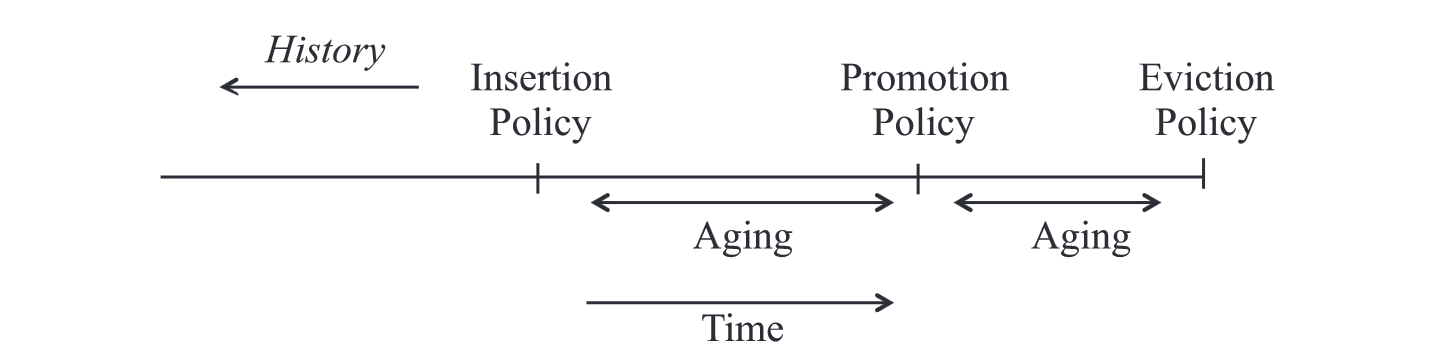 History
Insertion
Policy
Promotion
Policy
Eviction
Policy
Aging
Aging
Time